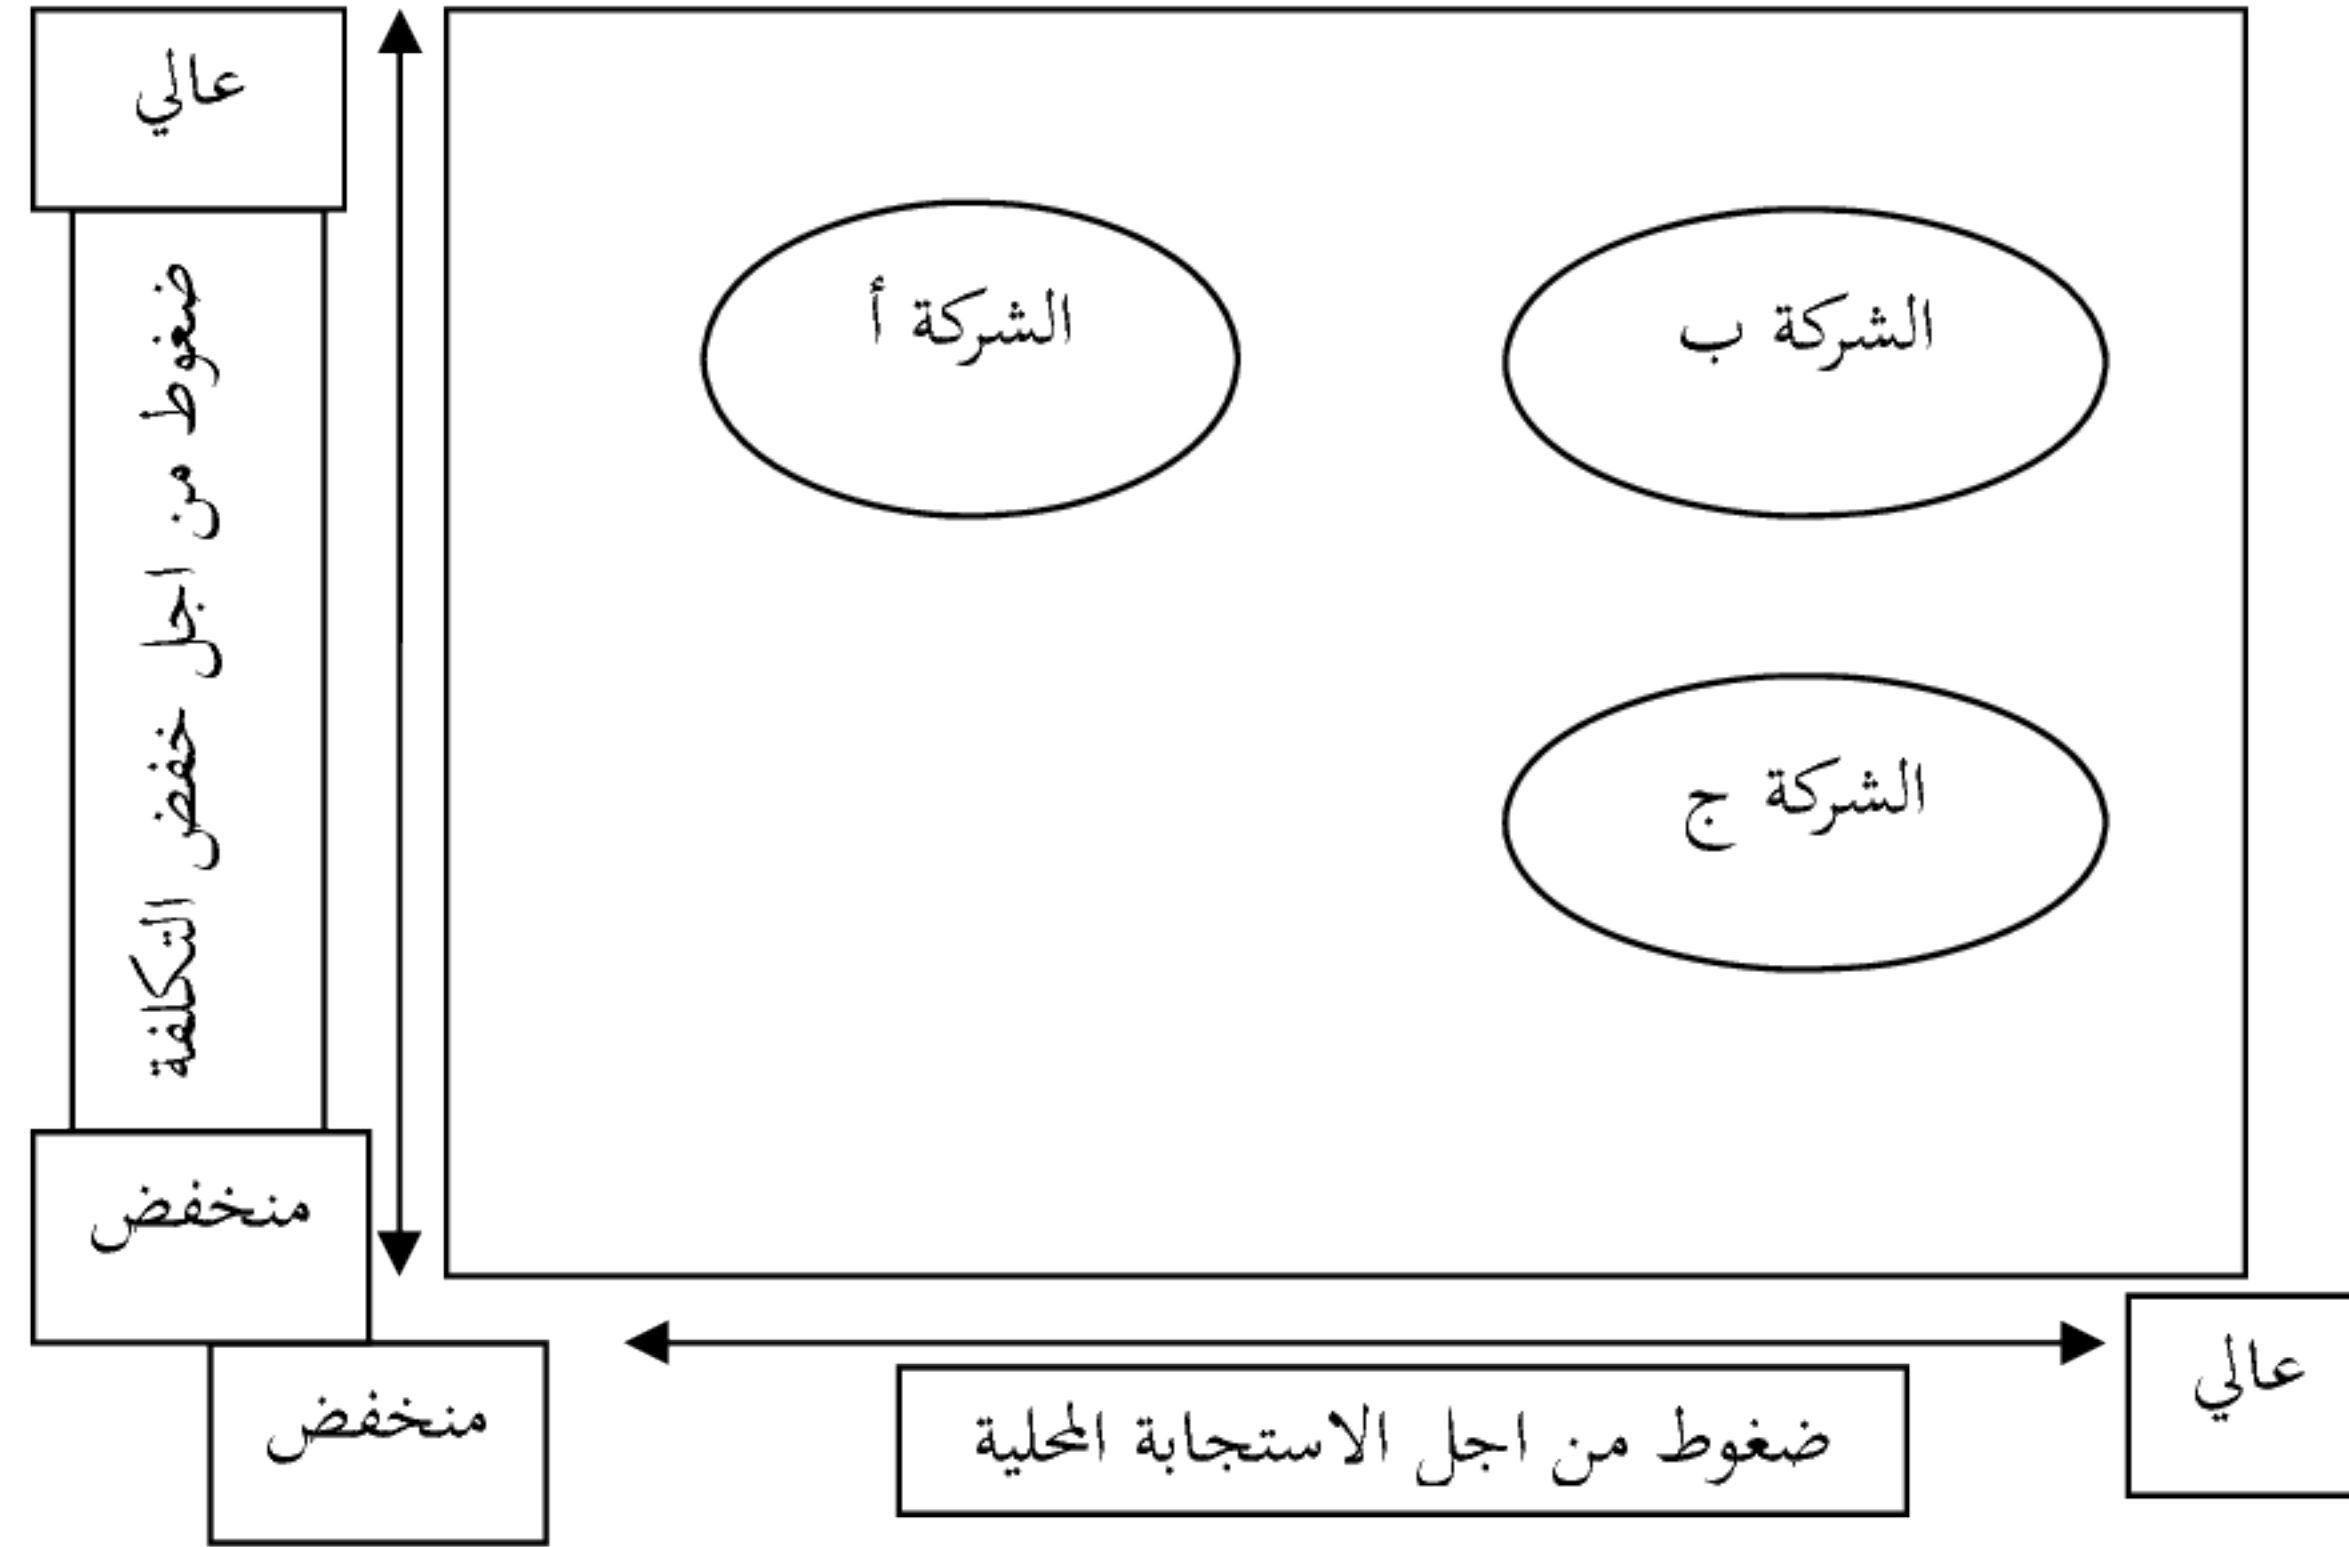 عالي
ضغوط من اجل خفض التكلفة
منخفض
الشركة أ
الشركة ب
الشركة ج
منخفض
ضغوط من اجل الاستجابة المحلية
عالي